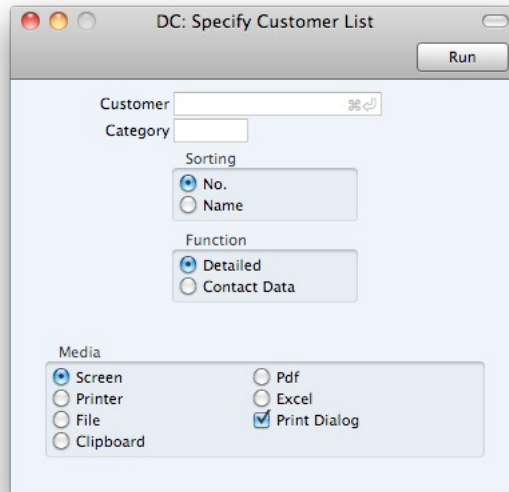 DC: Specify Customer List
Run
Customer ⌘⏎
Category
Sorting
No.
Name
Function
Detailed
Contact Data
Media
Screen
Pdf
Printer
Excel
File
Print Dialog
Clipboard